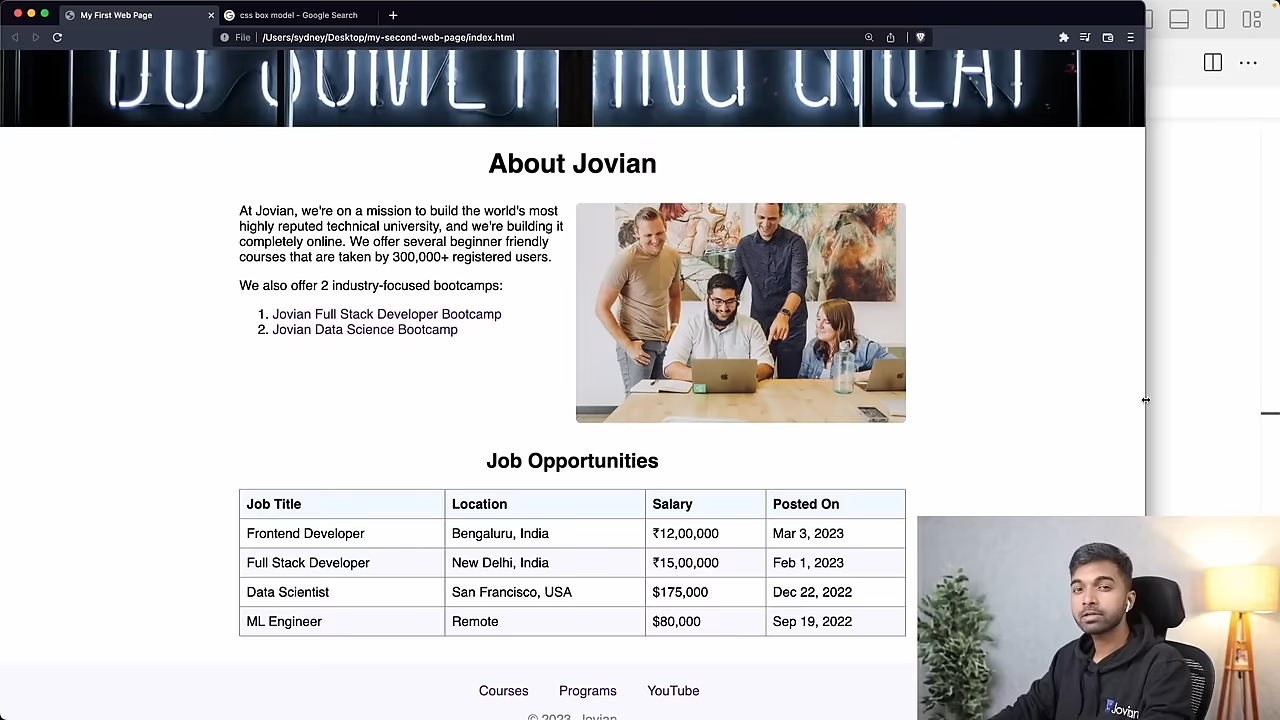 My First Web Page
css box model - Google Search
File | /Users/sydney/Desktop/my-second-web-page/index.html
DO SOMETHING GREAT
About Jovian
At Jovian, we're on a mission to build the world's most
highly reputed technical university, and we're building it
completely online. We offer several beginner friendly
courses that are taken by 300,000+ registered users.
We also offer 2 industry-focused bootcamps:
1. Jovian Full Stack Developer Bootcamp
2. Jovian Data Science Bootcamp
Job Opportunities
Job Title Location Salary Posted On
Frontend Developer Bengaluru, India ₹12,00,000 Mar 3, 2023
Full Stack Developer New Delhi, India ₹15,00,000 Feb 1, 2023
Data Scientist San Francisco, USA $175,000 Dec 22, 2022
ML Engineer Remote $80,000 Sep 19, 2022
Courses Programs YouTube
© 2023, Jovian
Jovian